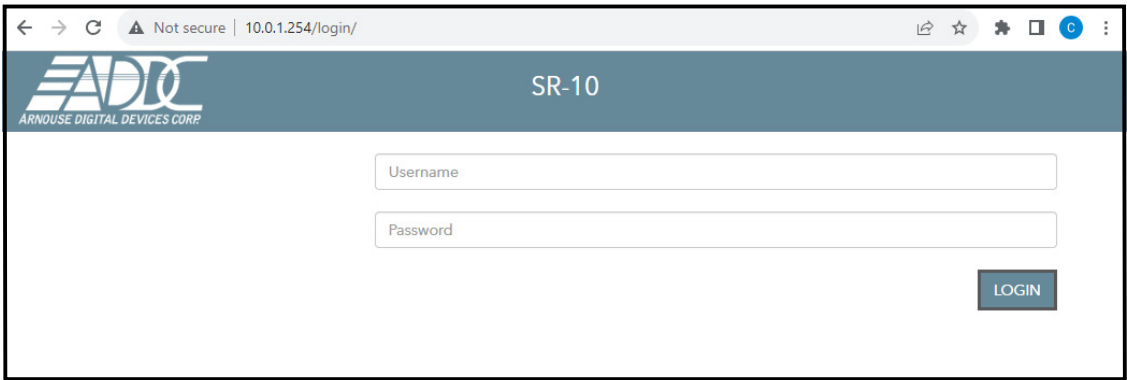 Not secure | 10.0.1.254/login/
C
ADDC
SR-10
ARNOUSE DIGITAL DEVICES CORP.
Username
Password
LOGIN